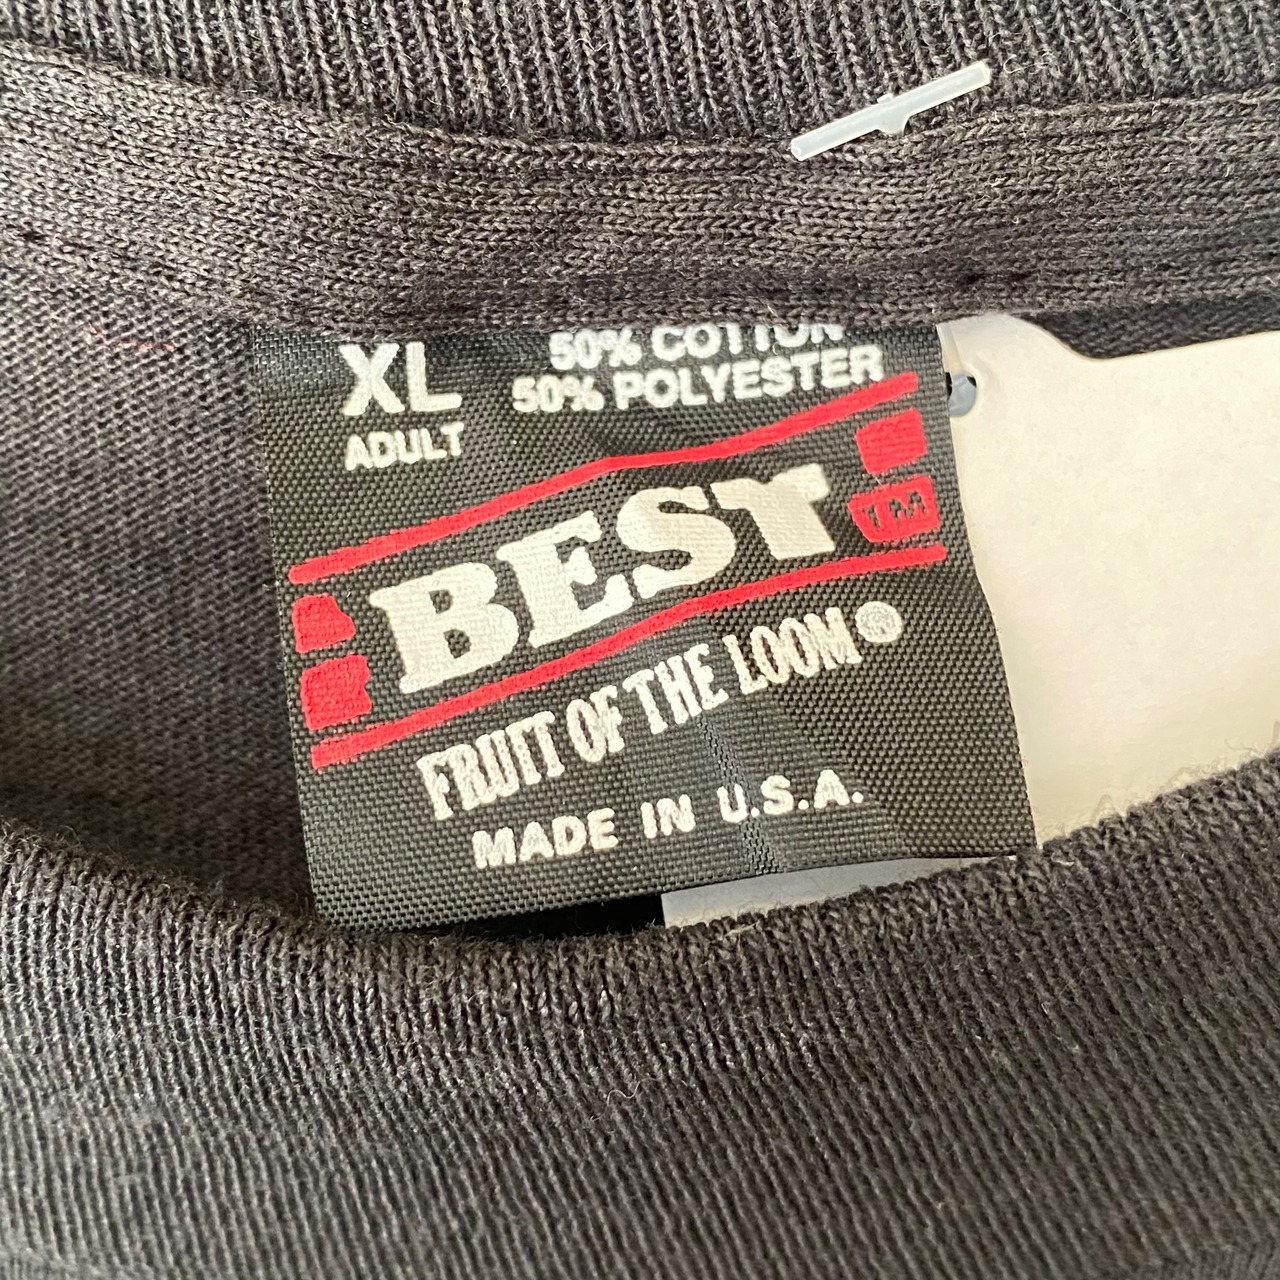 XL
ADULT
50% COTTON
50% POLYESTER
BEST
TM
FRUIT OF THE LOOM®
MADE IN U.S.A.